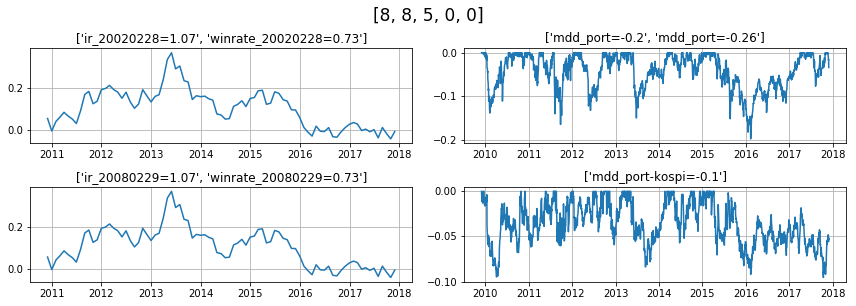 [8, 8, 5, 0, 0]
['ir_20020228=1.07', 'winrate_20020228=0.73']
0.2
0.0
2011 2012 2013 2014 2015 2016 2017 2018
['mdd_port=-0.2', 'mdd_port=-0.26']
0.0
−0.1
−0.2
2010 2011 2012 2013 2014 2015 2016 2017 2018
['ir_20080229=1.07', 'winrate_20080229=0.73']
0.2
0.0
2011 2012 2013 2014 2015 2016 2017 2018
['mdd_port-kospi=-0.1']
0.00
−0.05
−0.10
2010 2011 2012 2013 2014 2015 2016 2017 2018